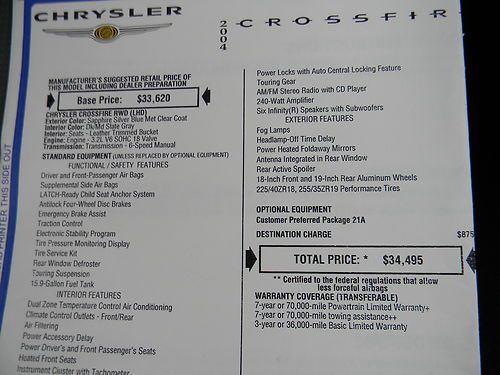 CHRYSLER
2004
CROSSFIR
MANUFACTURER'S SUGGESTED RETAIL PRICE OF
THIS MODEL INCLUDING DEALER PREPARATION
Base Price: $33,620
CHRYSLER CROSSFIRE RWD (LHD)
Exterior Color: Sapphire Silver Blue Met Clear Coat
Interior Color: Dk/Md Slate Gray
Interior: Seats - Leather Trimmed Bucket
Engine: Engine - 3.2L V6 SOHC 18 Valve
Transmission: Transmission - 6-Speed Manual
STANDARD EQUIPMENT (UNLESS REPLACED BY OPTIONAL EQUIPMENT)
FUNCTIONAL / SAFETY FEATURES
Driver and Front-Passenger Air Bags
Supplemental Side Air Bags
LATCH-Ready Child Seat Anchor System
Antilock Four-Wheel Disc Brakes
Emergency Brake Assist
Traction Control
Electronic Stability Program
Tire Pressure Monitoring Display
Tire Service Kit
Rear Window Defroster
Touring Suspension
15.9-Gallon Fuel Tank
INTERIOR FEATURES
Dual Zone Temperature Control Air Conditioning
Climate Control Outlets - Front/Rear
Air Filtering
Power Accessory Delay
Power Driver's and Front Passenger's Seats
Heated Front Seats
Instrument Cluster with Tachometer
Power Locks with Auto Central Locking Feature
Touring Gear
AM/FM Stereo Radio with CD Player
240-Watt Amplifier
Six Infinity(R) Speakers with Subwoofers
EXTERIOR FEATURES
Fog Lamps
Headlamp-Off Time Delay
Power Heated Foldaway Mirrors
Antenna Integrated in Rear Window
Rear Active Spoiler
18-Inch Front and 19-Inch Rear Aluminum Wheels
225/40ZR18, 255/35ZR19 Performance Tires
OPTIONAL EQUIPMENT
Customer Preferred Package 21A
DESTINATION CHARGE $875
TOTAL PRICE: * $34,495
** Certified to the federal regulations that allow
less forceful airbags
WARRANTY COVERAGE (TRANSFERABLE)
7-year or 70,000-mile Powertrain Limited Warranty+
7-year or 70,000-mile towing assistance++
3-year or 36,000-mile Basic Limited Warranty
PRINTER THIS SIDE OUT